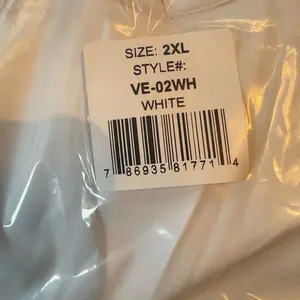 SIZE: 2XL
STYLE#:
VE-02WH
WHITE
7 86935 81771 4